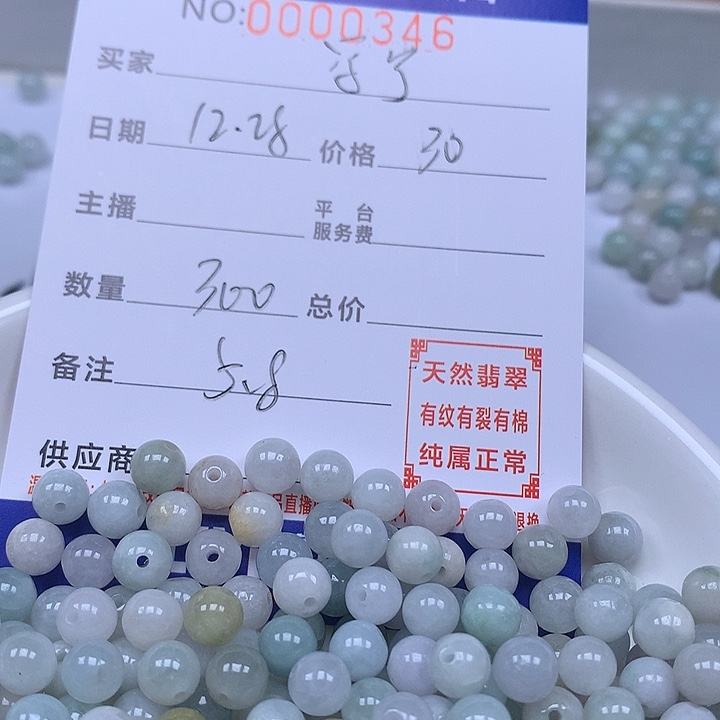 NO:0000346
买家
日期 12.28 价格 30
主播 平台服务费
数量 300 总价
备注 5.8
天然翡翠
有纹有裂有棉
纯属正常
供应商